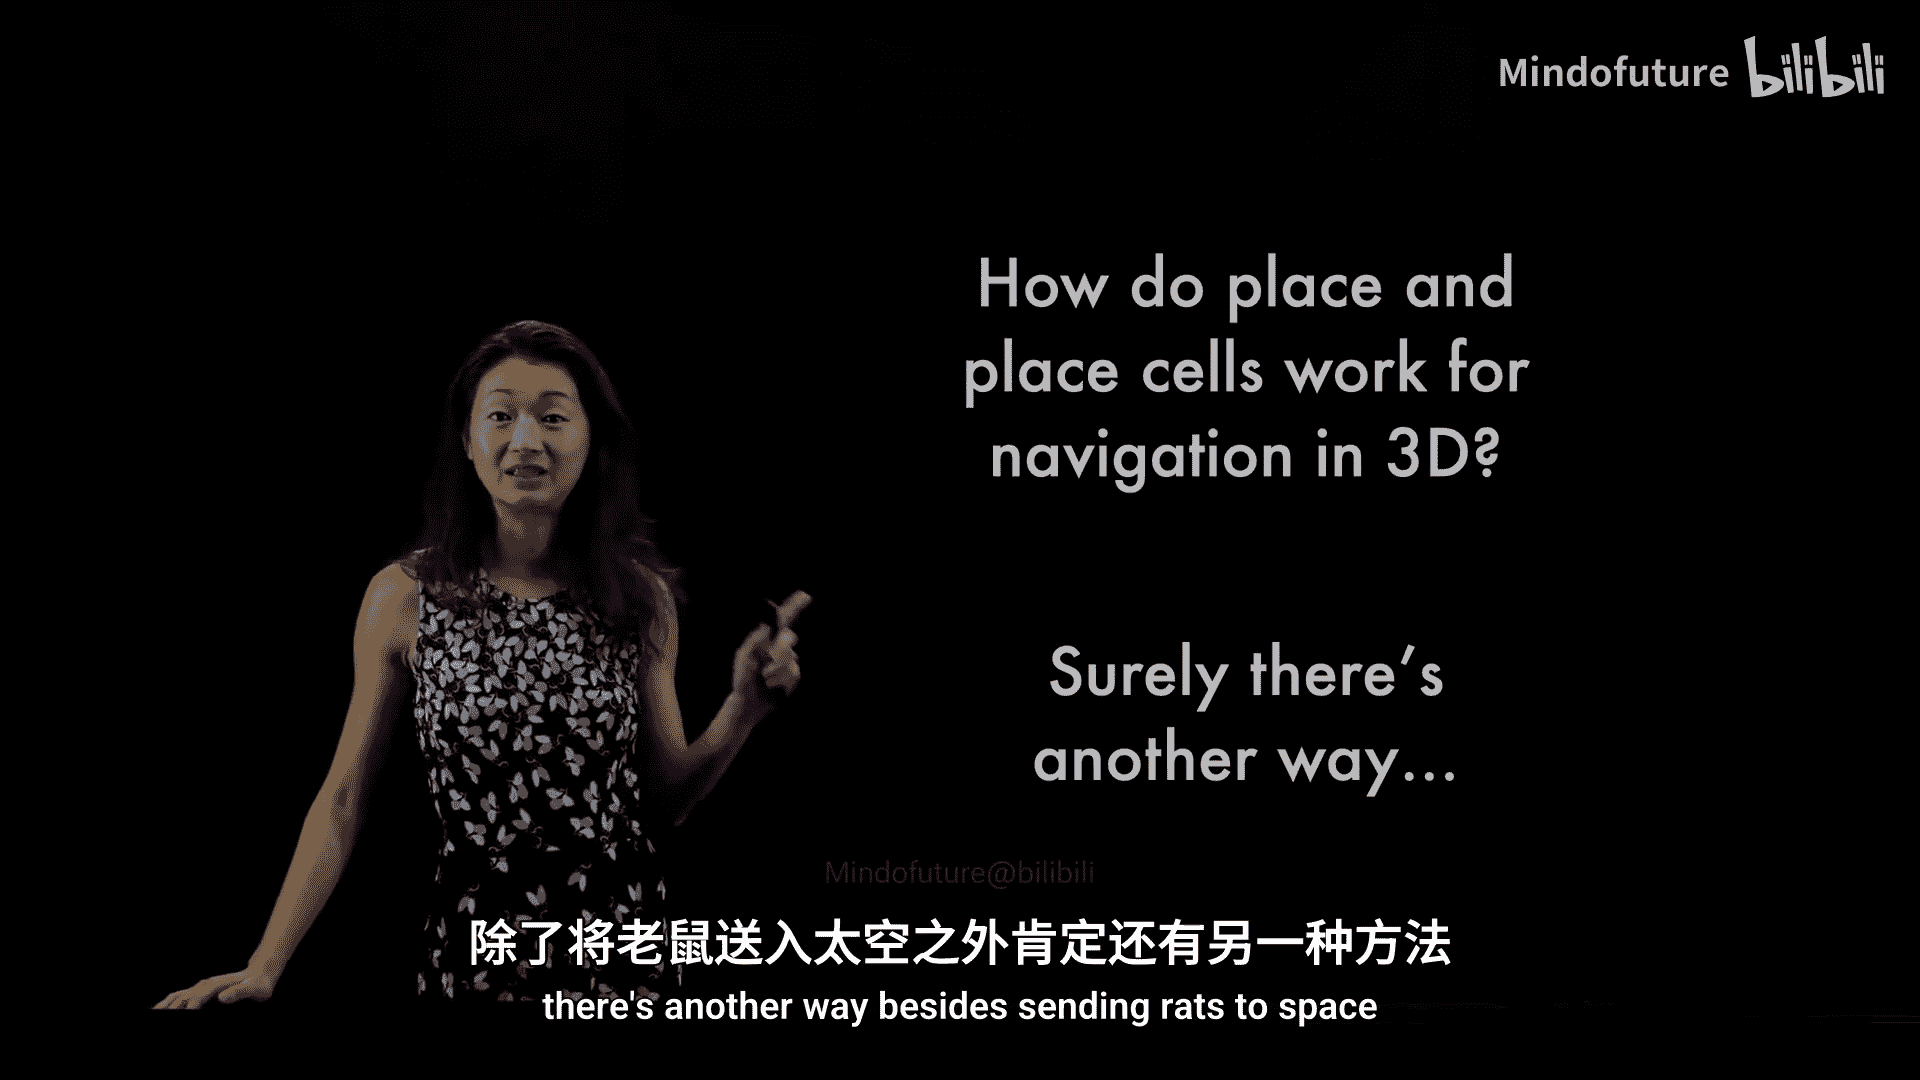 Mindofuture bilibili
How do place and
place cells work for
navigation in 3D?
Surely there's
another way...
Mindofuture@bilibili
除了将老鼠送入太空之外肯定还有另一种方法
there's another way besides sending rats to space